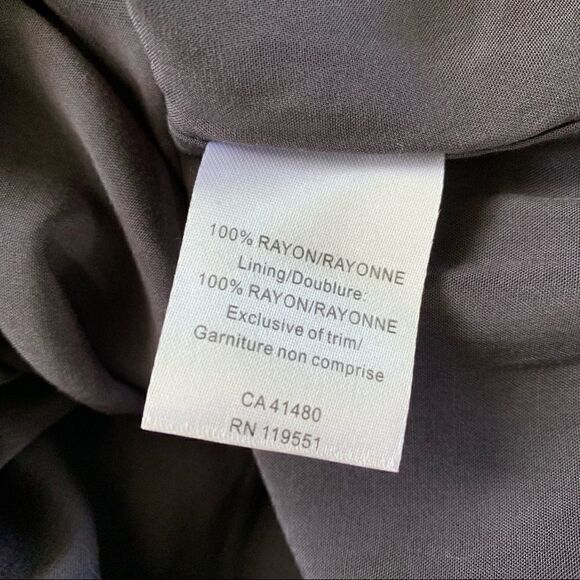 100% RAYON/RAYONNE
Lining/Doublure:
100% RAYON/RAYONNE
Exclusive of trim/
Garniture non comprise
CA 41480
RN 119551